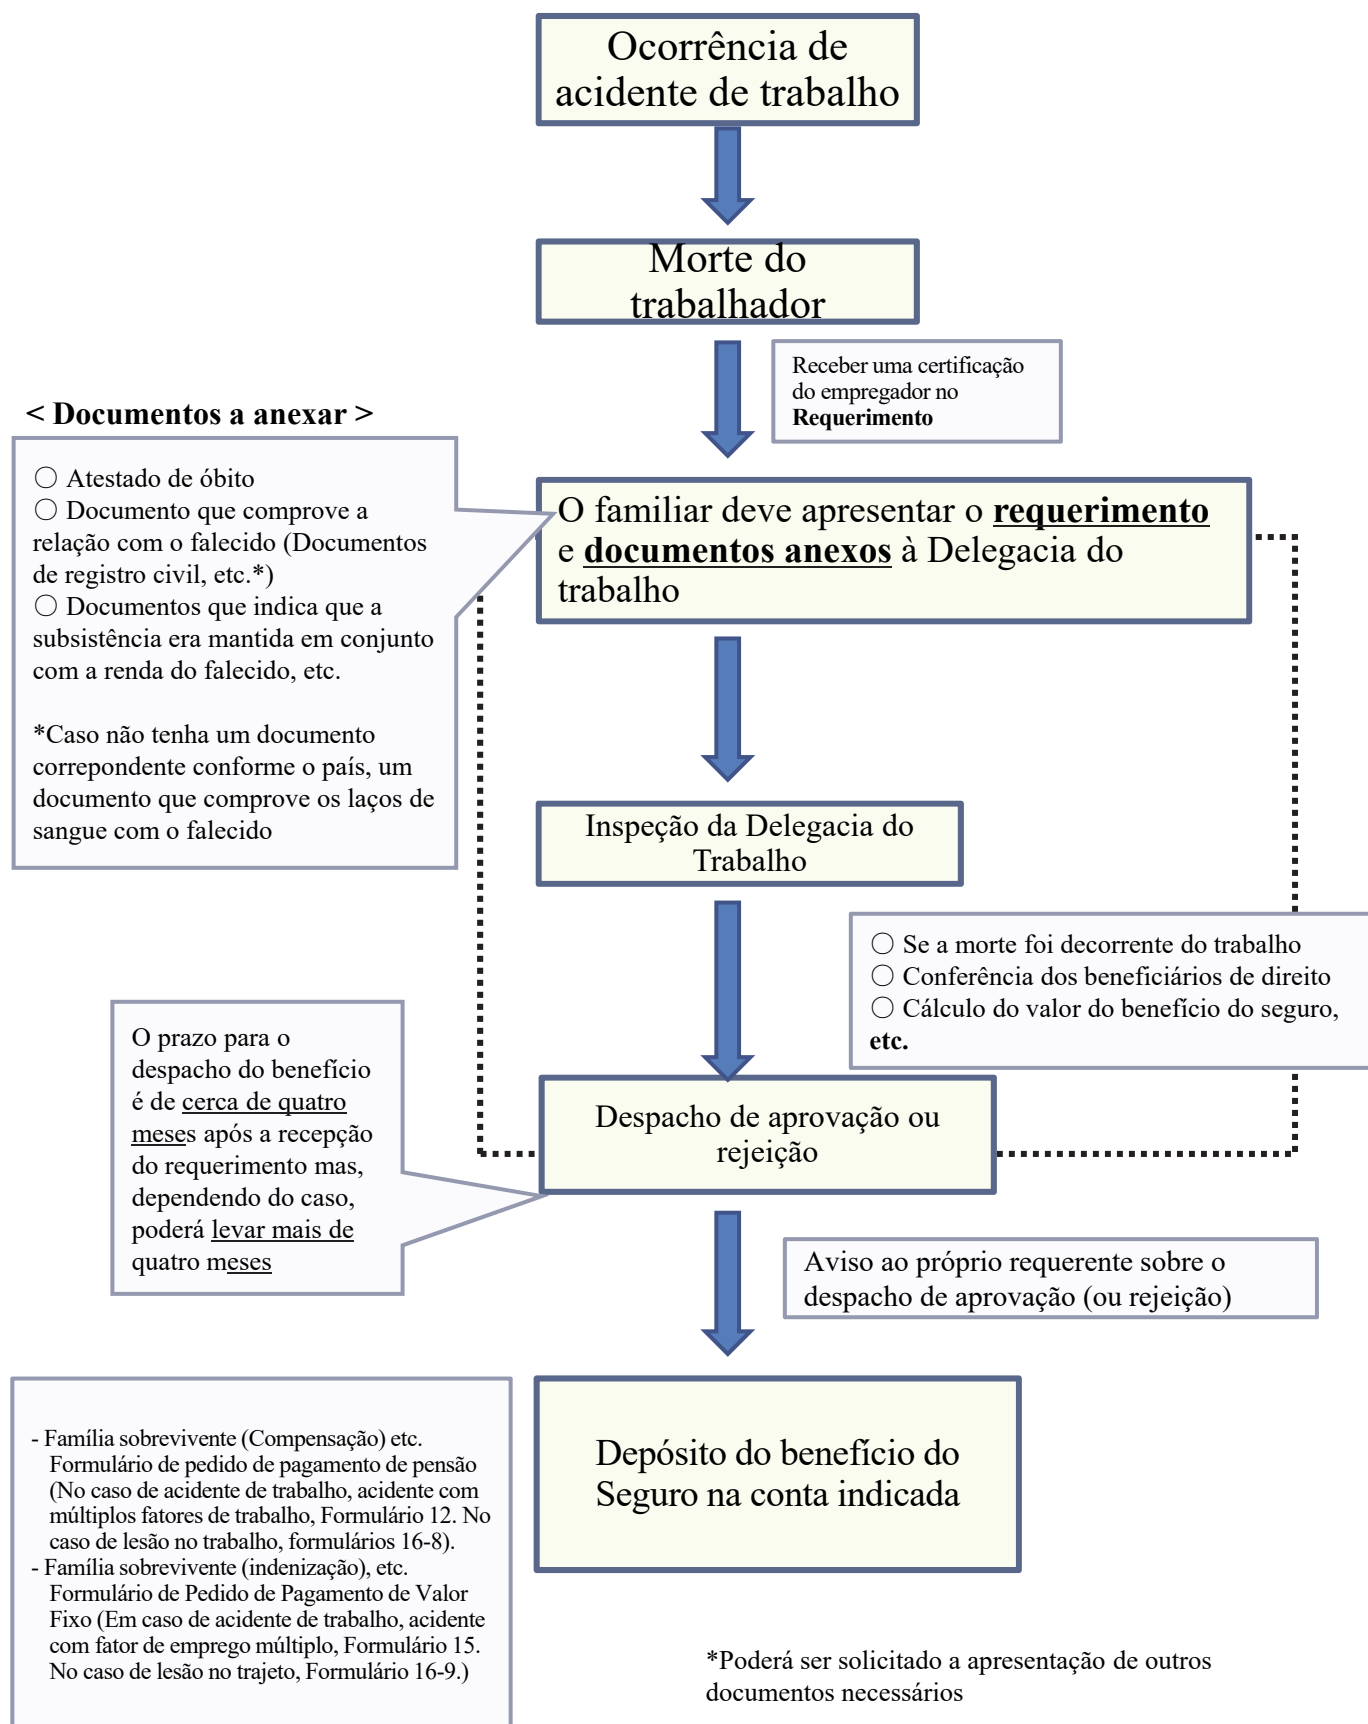 Ocorrência de
acidente de trabalho
Morte do
trabalhador
Receber uma certificação
do empregador no
Requerimento
< Documentos a anexar >
○ Atestado de óbito
○ Documento que comprove a
relação com o falecido (Documentos
de registro civil, etc.*)
○ Documentos que indica que a
subsistência era mantida em conjunto
com a renda do falecido, etc.
*Caso não tenha um documento
correpondente conforme o país, um
documento que comprove os laços de
sangue com o falecido
O familiar deve apresentar o requerimento
e documentos anexos à Delegacia do
trabalho
Inspeção da Delegacia do
Trabalho
○ Se a morte foi decorrente do trabalho
○ Conferência dos beneficiários de direito
○ Cálculo do valor do benefício do seguro,
etc.
O prazo para o
despacho do benefício
é de cerca de quatro
meses após a recepção
do requerimento mas,
dependendo do caso,
poderá levar mais de
quatro meses
Despacho de aprovação ou
rejeição
Aviso ao próprio requerente sobre o
despacho de aprovação (ou rejeição)
- Família sobrevivente (Compensação) etc.
Formulário de pedido de pagamento de pensão
(No caso de acidente de trabalho, acidente com
múltiplos fatores de trabalho, Formulário 12. No
caso de lesão no trabalho, formulários 16-8).
- Família sobrevivente (indenização), etc.
Formulário de Pedido de Pagamento de Valor
Fixo (Em caso de acidente de trabalho, acidente
com fator de emprego múltiplo, Formulário 15.
No caso de lesão no trajeto, Formulário 16-9.)
Depósito do benefício do
Seguro na conta indicada
*Poderá ser solicitado a apresentação de outros
documentos necessários